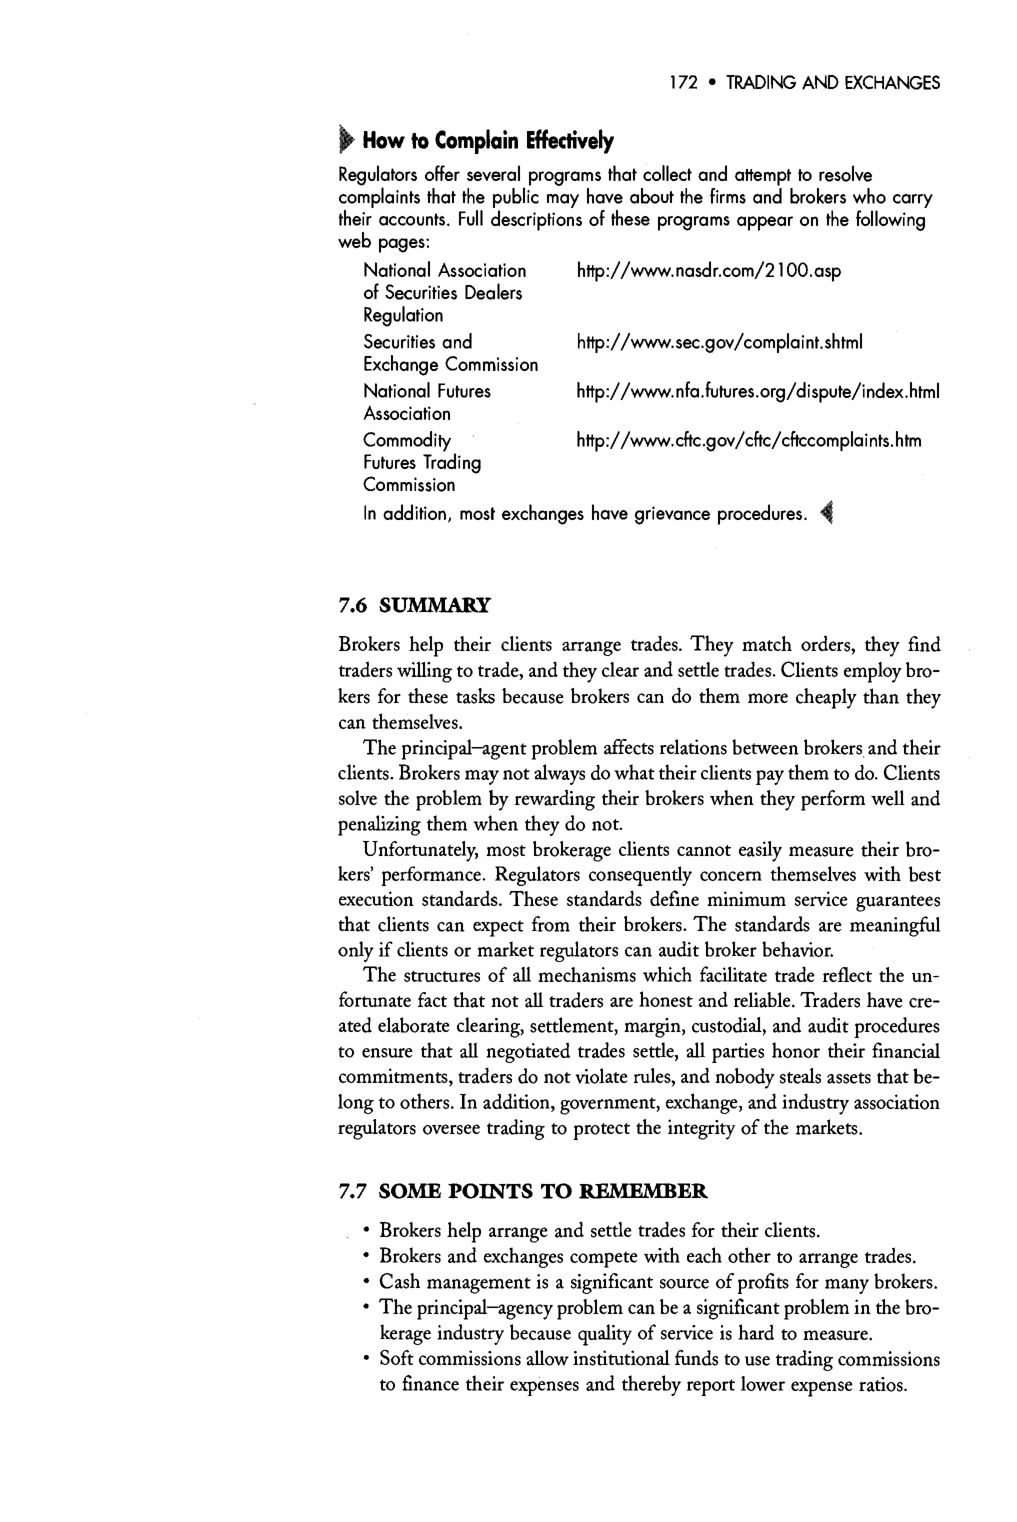 172 • TRADING AND EXCHANGES
How to Complain Effectively
Regulators offer several programs that collect and attempt to resolve
complaints that the public may have about the firms and brokers who carry
their accounts. Full descriptions of these programs appear on the following
web pages:
National Association http://www.nasdr.com/2100.asp
of Securities Dealers
Regulation
Securities and http://www.sec.gov/complaint.shtml
Exchange Commission
National Futures http://www.nfa.futures.org/dispute/index.html
Association
Commodity http://www.cftc.gov/cftc/cftccomplaints.htm
Futures Trading
Commission
In addition, most exchanges have grievance procedures.
7.6 SUMMARY
Brokers help their clients arrange trades. They match orders, they find
traders willing to trade, and they clear and settle trades. Clients employ bro-
kers for these tasks because brokers can do them more cheaply than they
can themselves.
The principal–agent problem affects relations between brokers and their
clients. Brokers may not always do what their clients pay them to do. Clients
solve the problem by rewarding their brokers when they perform well and
penalizing them when they do not.
Unfortunately, most brokerage clients cannot easily measure their bro-
kers' performance. Regulators consequently concern themselves with best
execution standards. These standards define minimum service guarantees
that clients can expect from their brokers. The standards are meaningful
only if clients or market regulators can audit broker behavior.
The structures of all mechanisms which facilitate trade reflect the un-
fortunate fact that not all traders are honest and reliable. Traders have cre-
ated elaborate clearing, settlement, margin, custodial, and audit procedures
to ensure that all negotiated trades settle, all parties honor their financial
commitments, traders do not violate rules, and nobody steals assets that be-
long to others. In addition, government, exchange, and industry association
regulators oversee trading to protect the integrity of the markets.
7.7 SOME POINTS TO REMEMBER
• Brokers help arrange and settle trades for their clients.
• Brokers and exchanges compete with each other to arrange trades.
• Cash management is a significant source of profits for many brokers.
• The principal–agency problem can be a significant problem in the bro-
kerage industry because quality of service is hard to measure.
• Soft commissions allow institutional funds to use trading commissions
to finance their expenses and thereby report lower expense ratios.